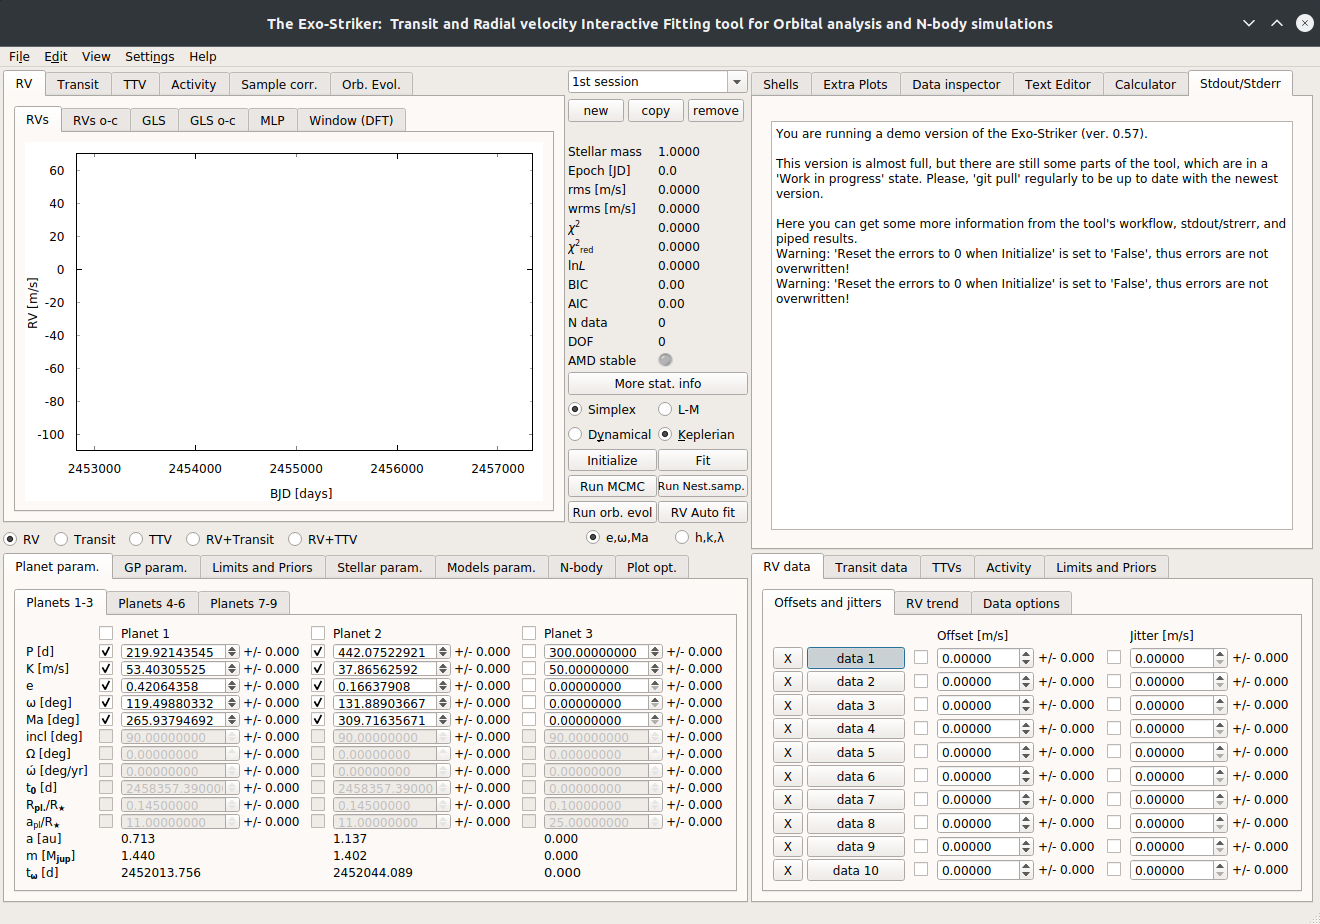 The Exo-Striker: Transit and Radial velocity Interactive Fitting tool for Orbital analysis and N-body simulations
File Edit View Settings Help
RV Transit TTV Activity Sample corr. Orb. Evol.
RVs RVs o-c GLS GLS o-c MLP Window (DFT)
60
40
20
0
-20
-40
-60
-80
-100
RV [m/s]
2453000 2454000 2455000 2456000 2457000
BJD [days]
1st session
new copy remove
Stellar mass 1.0000
Epoch [JD] 0.0
rms [m/s] 0.0000
wrms [m/s] 0.0000
χ² 0.0000
χ²red 0.0000
lnL 0.0000
BIC 0.00
AIC 0.00
N data 0
DOF 0
AMD stable
More stat. info
Simplex L-M
Dynamical Keplerian
Initialize Fit
Run MCMC Run Nest.samp.
Run orb. evol RV Auto fit
e,ω,Ma h,k,λ
Shells Extra Plots Data inspector Text Editor Calculator Stdout/Stderr
You are running a demo version of the Exo-Striker (ver. 0.57).
This version is almost full, but there are still some parts of the tool, which are in a
'Work in progress' state. Please, 'git pull' regularly to be up to date with the newest
version.
Here you can get some more information from the tool's workflow, stdout/strerr, and
piped results.
Warning: 'Reset the errors to 0 when Initialize' is set to 'False', thus errors are not
overwritten!
Warning: 'Reset the errors to 0 when Initialize' is set to 'False', thus errors are not
overwritten!
RV Transit TTV RV+Transit RV+TTV
Planet param. GP param. Limits and Priors Stellar param. Models param. N-body Plot opt.
Planets 1-3 Planets 4-6 Planets 7-9
Planet 1 Planet 2 Planet 3
P [d] 219.92143545 +/- 0.000 442.07522921 +/- 0.000 300.00000000 +/- 0.000
K [m/s] 53.40305525 +/- 0.000 37.86562592 +/- 0.000 50.00000000 +/- 0.000
e 0.42064358 +/- 0.000 0.16637908 +/- 0.000 0.00000000 +/- 0.000
ω [deg] 119.49880332 +/- 0.000 131.88903667 +/- 0.000 0.00000000 +/- 0.000
Ma [deg] 265.93794692 +/- 0.000 309.71635671 +/- 0.000 0.00000000 +/- 0.000
incl [deg] 90.00000000 +/- 0.000 90.00000000 +/- 0.000 90.00000000 +/- 0.000
Ω [deg] 0.00000000 +/- 0.000 0.00000000 +/- 0.000 0.00000000 +/- 0.000
ώ [deg/yr] 0.00000000 +/- 0.000 0.00000000 +/- 0.000 0.00000000 +/- 0.000
t₀ [d] 2458357.39000 +/- 0.000 2458357.39000 +/- 0.000 0.00000000 +/- 0.000
Rpl./R★ 0.14500000 +/- 0.000 0.14500000 +/- 0.000 0.10000000 +/- 0.000
apl/R★ 11.00000000 +/- 0.000 11.00000000 +/- 0.000 25.00000000 +/- 0.000
a [au] 0.713 1.137 0.000
m [Mjup] 1.440 1.402 0.000
tω [d] 2452013.756 2452044.089 0.000
RV data Transit data TTVs Activity Limits and Priors
Offsets and jitters RV trend Data options
Offset [m/s] Jitter [m/s]
X data 1 0.00000 +/- 0.000 0.00000 +/- 0.000
X data 2 0.00000 +/- 0.000 0.00000 +/- 0.000
X data 3 0.00000 +/- 0.000 0.00000 +/- 0.000
X data 4 0.00000 +/- 0.000 0.00000 +/- 0.000
X data 5 0.00000 +/- 0.000 0.00000 +/- 0.000
X data 6 0.00000 +/- 0.000 0.00000 +/- 0.000
X data 7 0.00000 +/- 0.000 0.00000 +/- 0.000
X data 8 0.00000 +/- 0.000 0.00000 +/- 0.000
X data 9 0.00000 +/- 0.000 0.00000 +/- 0.000
X data 10 0.00000 +/- 0.000 0.00000 +/- 0.000